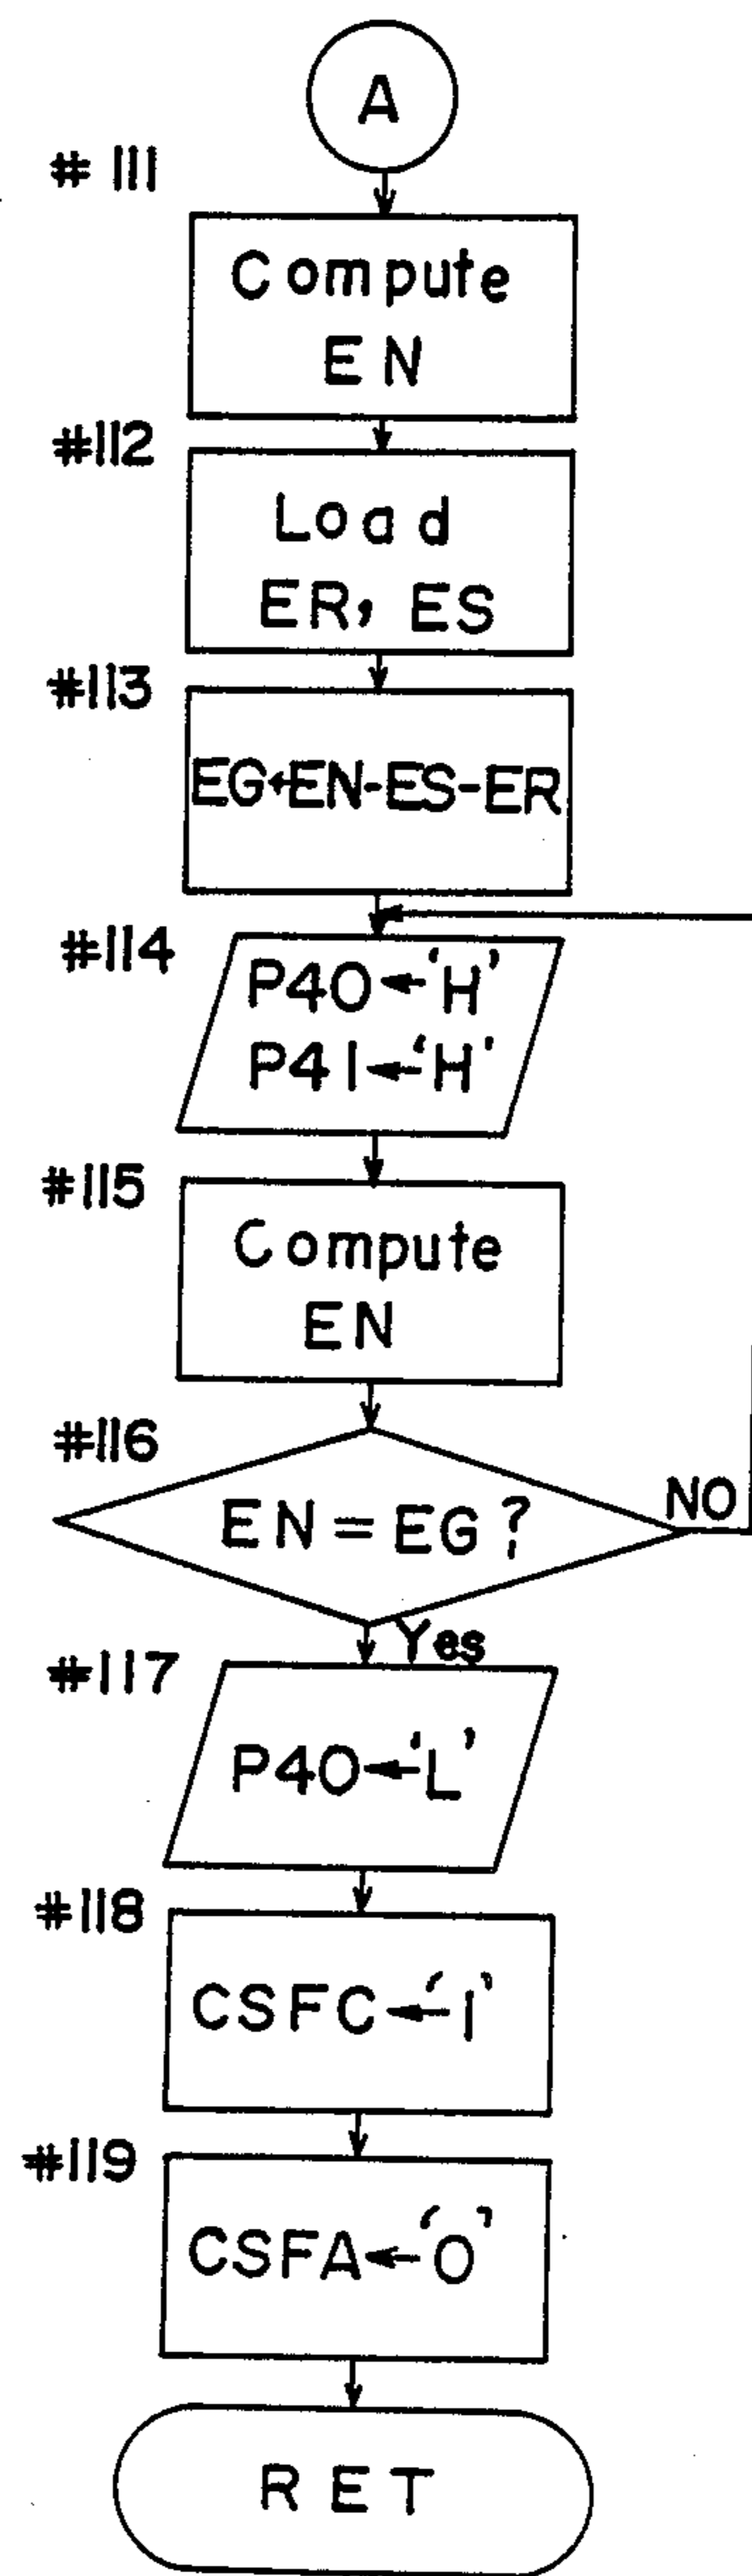 A
# 111
Compute
EN
#112
Load
ER, ES
#113
EG←EN-ES-ER
#114
P40←'H'
P41←'H'
#115
Compute
EN
#116
EN=EG?
NO
Yes
#117
P40←'L'
#118
CSFC←'1'
#119
CSFA←'0'
RET